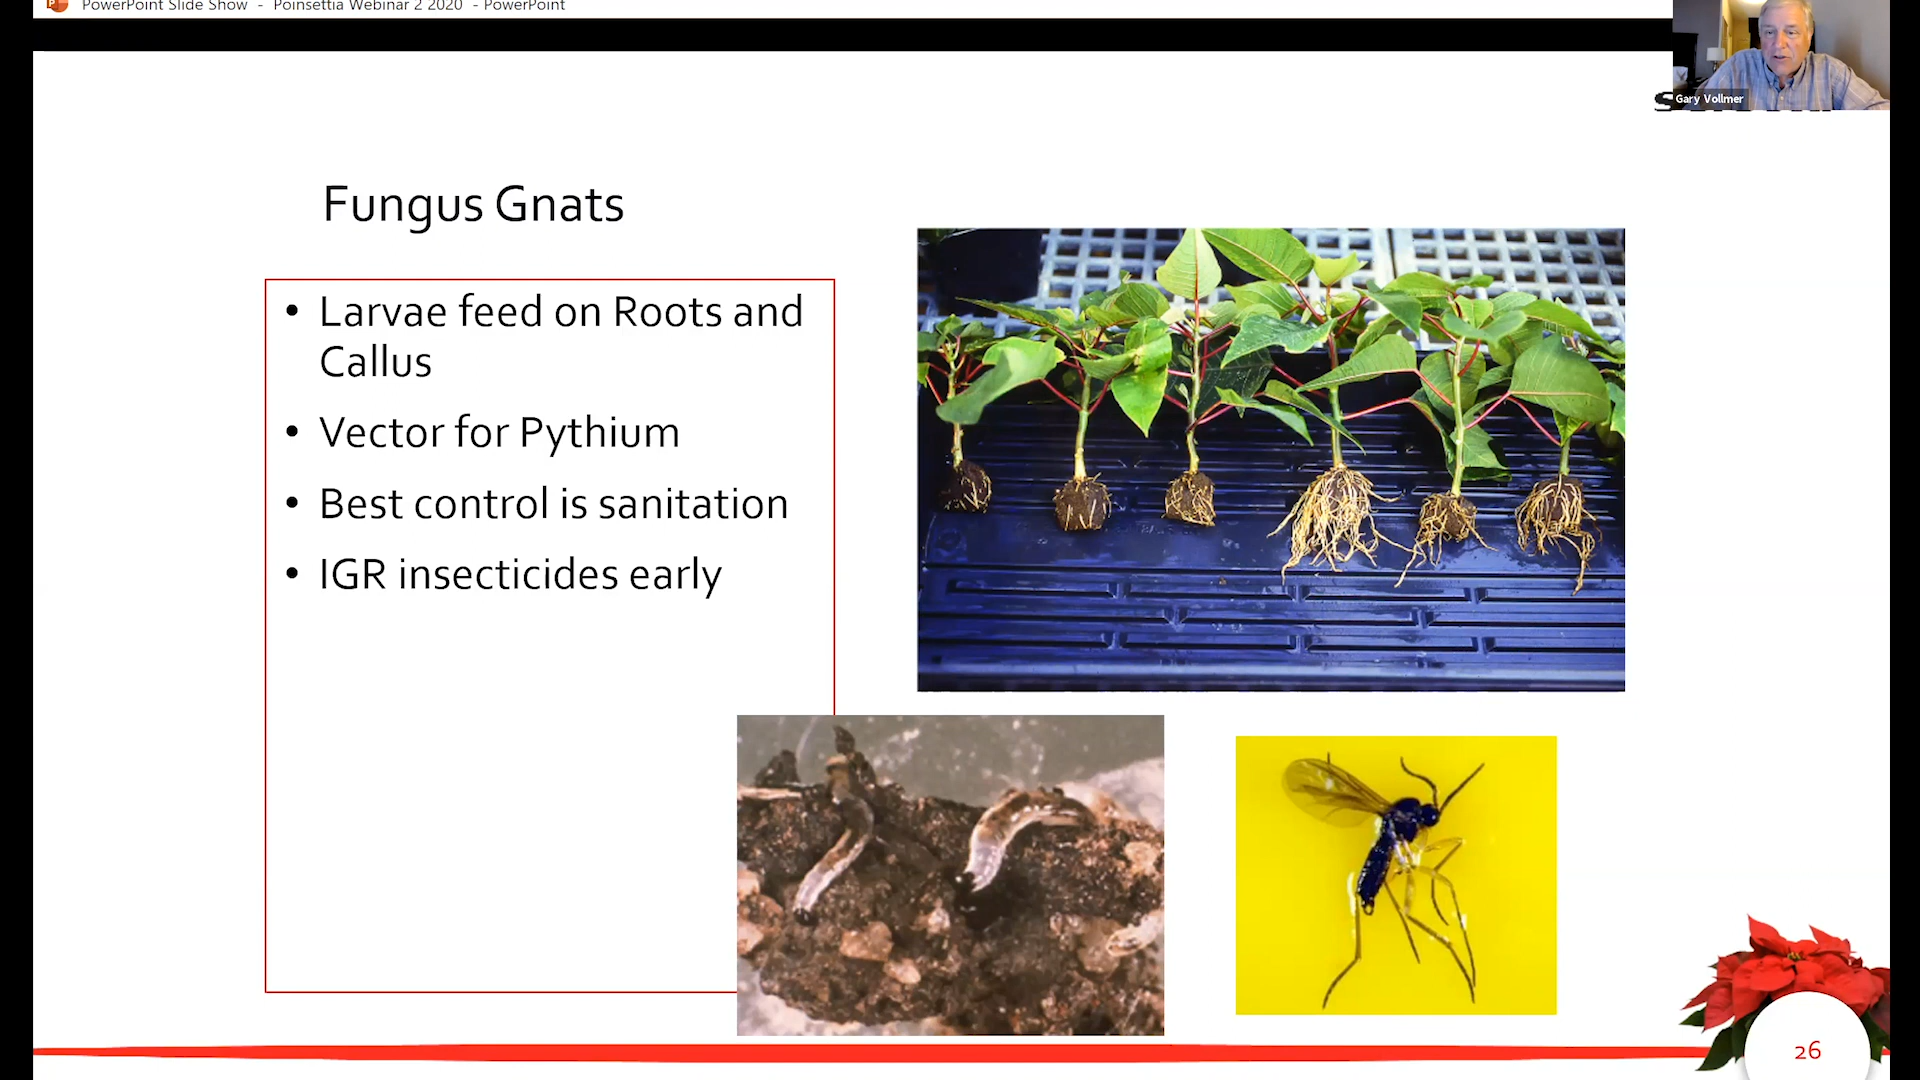 PowerPoint Slide Show - Poinsettia Webinar 2 2020 - PowerPoint
Gary Vollmer
Fungus Gnats
• Larvae feed on Roots and
Callus
• Vector for Pythium
• Best control is sanitation
• IGR insecticides early
26